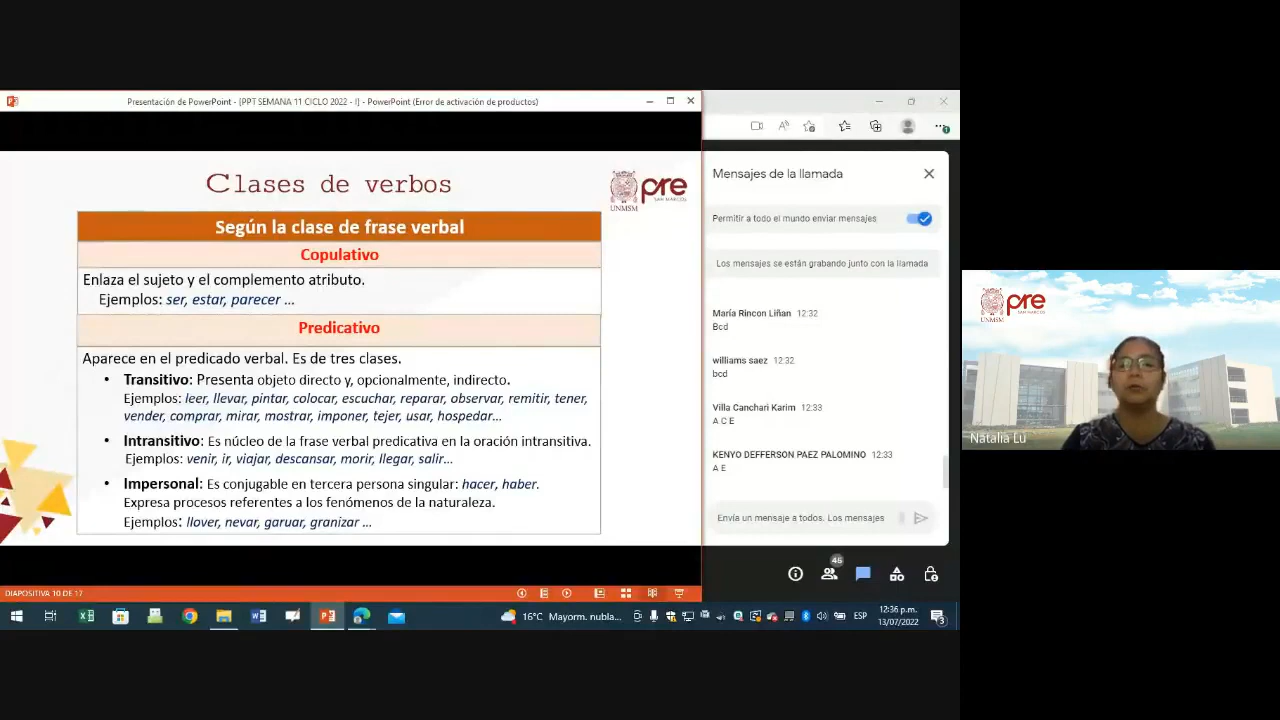 Presentación de PowerPoint - [PPT SEMANA 11 CICLO 2022 - I] - PowerPoint (Error de activación de productos)
Clases de verbos
UNMSM
pre
SAN MARCOS
Según la clase de frase verbal
Copulativo
Enlaza el sujeto y el complemento atributo.
Ejemplos: ser, estar, parecer ...
Predicativo
Aparece en el predicado verbal. Es de tres clases.
• Transitivo: Presenta objeto directo y, opcionalmente, indirecto.
Ejemplos: leer, llevar, pintar, colocar, escuchar, reparar, observar, remitir, tener,
vender, comprar, mirar, mostrar, imponer, tejer, usar, hospedar...
• Intransitivo: Es núcleo de la frase verbal predicativa en la oración intransitiva.
Ejemplos: venir, ir, viajar, descansar, morir, llegar, salir...
• Impersonal: Es conjugable en tercera persona singular: hacer, haber.
Expresa procesos referentes a los fenómenos de la naturaleza.
Ejemplos: llover, nevar, garuar, granizar ...
DIAPOSITIVA 10 DE 17
Mensajes de la llamada
Permitir a todo el mundo enviar mensajes
Los mensajes se están grabando junto con la llamada
María Rincon Liñan 12:32
Bcd
williams saez 12:32
bcd
Villa Canchari Karim 12:33
A C E
KENYO DEFFERSON PAEZ PALOMINO 12:33
A E
Envía un mensaje a todos. Los mensajes
46
16°C Mayorm. nubla...
ESP
12:36 p.m.
13/07/2022
3
UNMSM
pre
SAN MARCOS
Natalia Lu